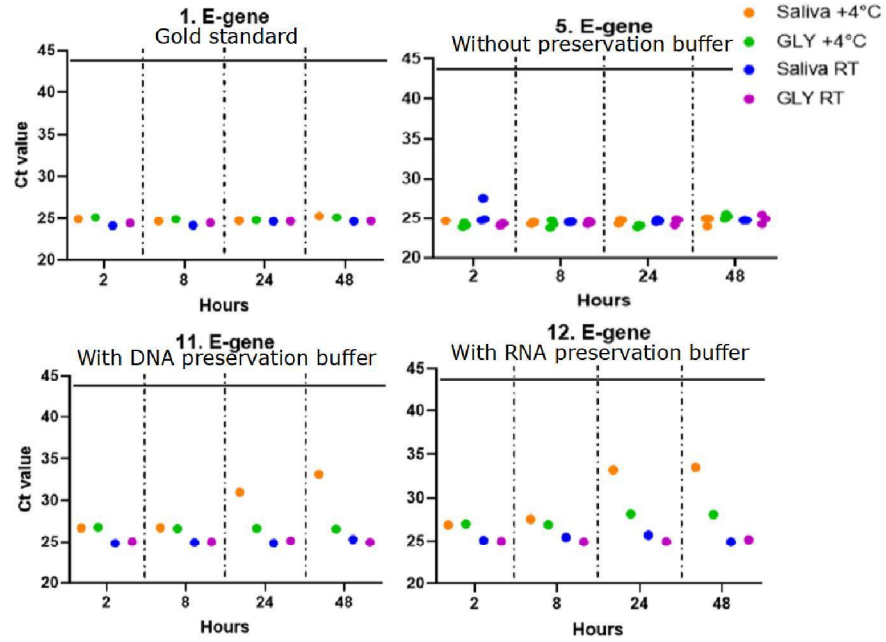 1. E-gene
Gold standard
Ct value
45
40
35
30
25
20
2 8 24 48
Hours
5. E-gene
Without preservation buffer
45
40
35
30
25
20
2 8 24 48
Hours
Saliva +4°C
GLY +4°C
Saliva RT
GLY RT
11. E-gene
With DNA preservation buffer
Ct value
45
40
35
30
25
20
2 8 24 48
Hours
12. E-gene
With RNA preservation buffer
45
40
35
30
25
20
2 8 24 48
Hours